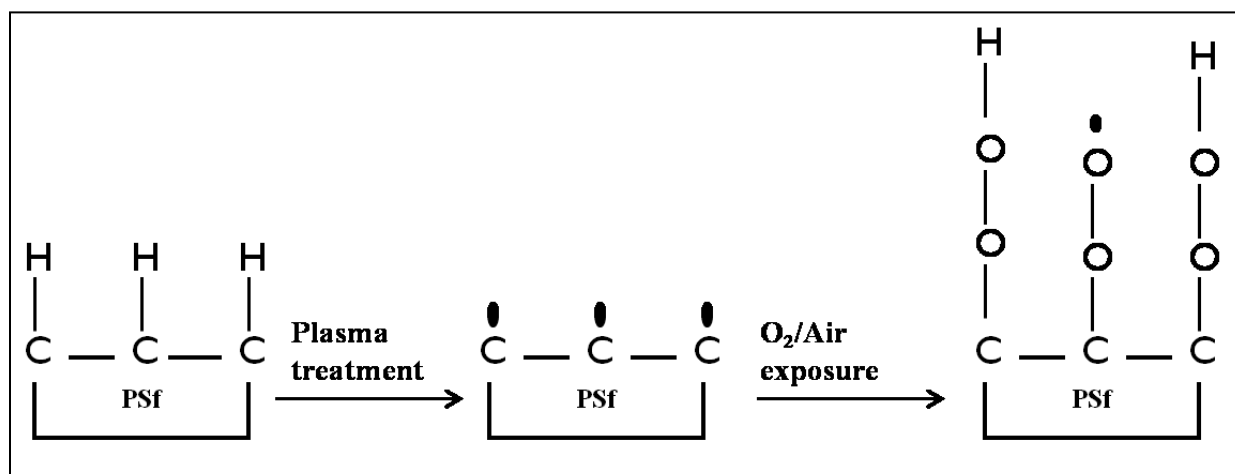 H H
O • O O
H H H O O O
Plasma treatment O₂/Air exposure
C C C C C C C C C
PSf PSf PSf